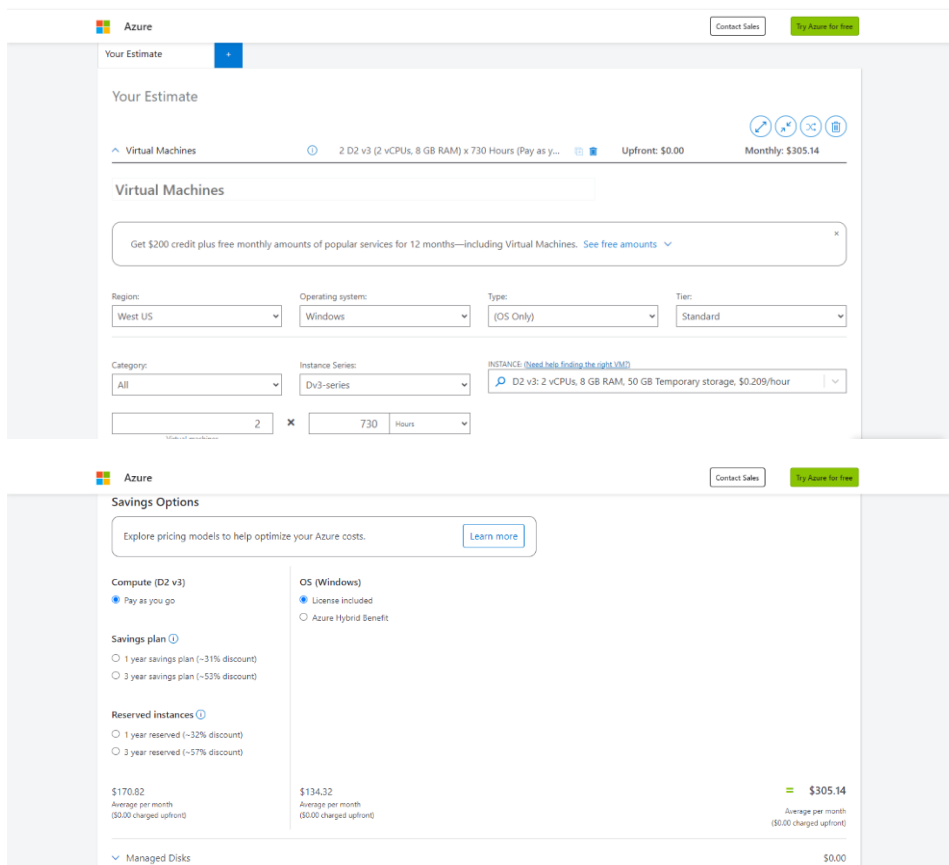 Azure
Contact Sales
Try Azure for free
Your Estimate
+
Your Estimate
Virtual Machines
2 D2 v3 (2 vCPUs, 8 GB RAM) x 730 Hours (Pay as y...
Upfront: $0.00
Monthly: $305.14
Virtual Machines
Get $200 credit plus free monthly amounts of popular services for 12 months—including Virtual Machines. See free amounts
Region:
Operating system:
Type:
Tier:
West US
Windows
(OS Only)
Standard
Category:
Instance Series:
INSTANCE: (Need help finding the right VM?)
All
Dv3-series
D2 v3: 2 vCPUs, 8 GB RAM, 50 GB Temporary storage, $0.209/hour
2
×
730
Hours
Virtual machines
Azure
Contact Sales
Try Azure for free
Savings Options
Explore pricing models to help optimize your Azure costs.
Learn more
Compute (D2 v3)
OS (Windows)
Pay as you go
License included
Azure Hybrid Benefit
Savings plan
1 year savings plan (~31% discount)
3 year savings plan (~53% discount)
Reserved instances
1 year reserved (~32% discount)
3 year reserved (~57% discount)
$170.82
Average per month
($0.00 charged upfront)
$134.32
Average per month
($0.00 charged upfront)
= $305.14
Average per month
($0.00 charged upfront)
Managed Disks
$0.00